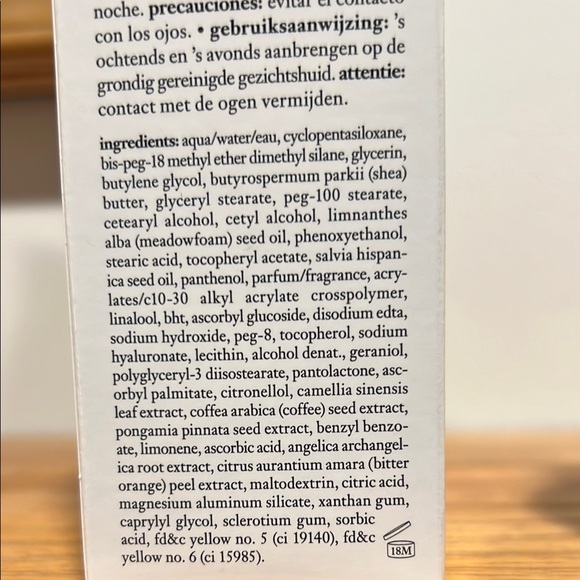 noche. precauciones: evitar el contacto
con los ojos. • gebruiksaanwijzing: 's
ochtends en 's avonds aanbrengen op de
grondig gereinigde gezichtshuid. attentie:
contact met de ogen vermijden.
ingredients: aqua/water/eau, cyclopentasiloxane,
bis-peg-18 methyl ether dimethyl silane, glycerin,
butylene glycol, butyrospermum parkii (shea)
butter, glyceryl stearate, peg-100 stearate,
cetearyl alcohol, cetyl alcohol, limnanthes
alba (meadowfoam) seed oil, phenoxyethanol,
stearic acid, tocopheryl acetate, salvia hispan-
ica seed oil, panthenol, parfum/fragrance, acry-
lates/c10-30 alkyl acrylate crosspolymer,
linalool, bht, ascorbyl glucoside, disodium edta,
sodium hydroxide, peg-8, tocopherol, sodium
hyaluronate, lecithin, alcohol denat., geraniol,
polyglyceryl-3 diisostearate, pantolactone, asc-
orbyl palmitate, citronellol, camellia sinensis
leaf extract, coffea arabica (coffee) seed extract,
pongamia pinnata seed extract, benzyl benzo-
ate, limonene, ascorbic acid, angelica archangel-
ica root extract, citrus aurantium amara (bitter
orange) peel extract, maltodextrin, citric acid,
magnesium aluminum silicate, xanthan gum,
caprylyl glycol, sclerotium gum, sorbic
acid, fd&c yellow no. 5 (ci 19140), fd&c
yellow no. 6 (ci 15985).
18M